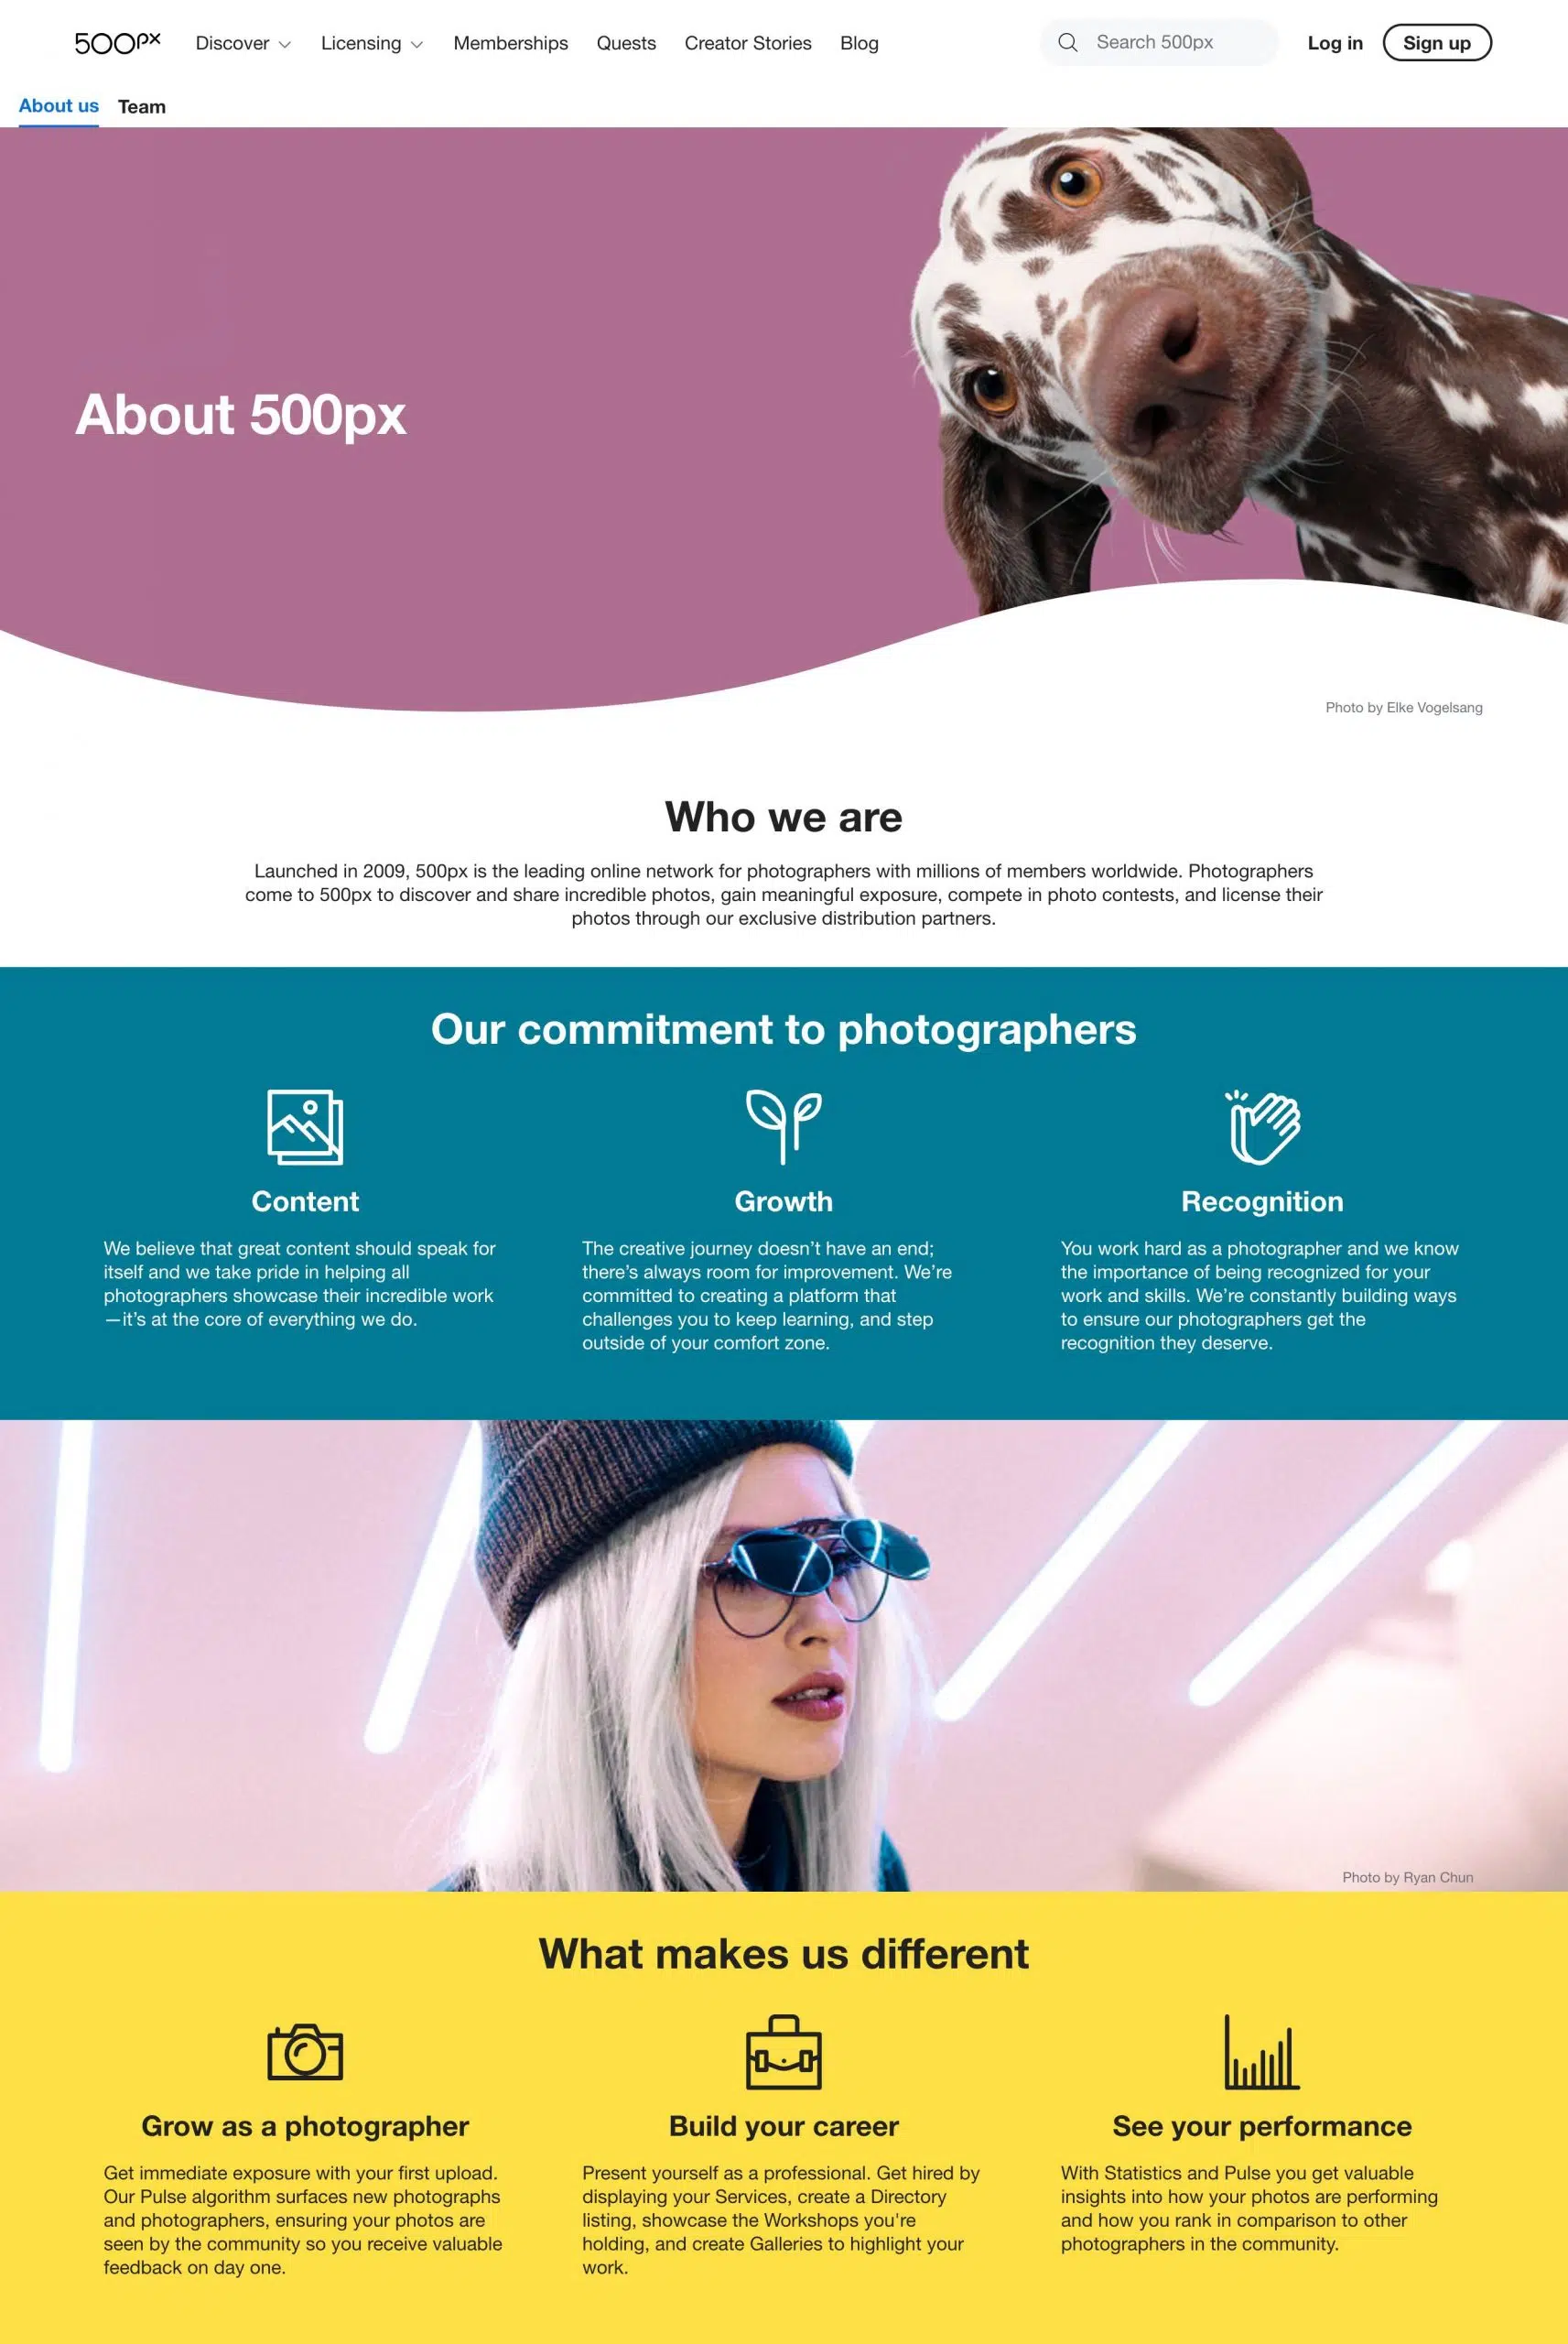 500px Discover Licensing Memberships Quests Creator Stories Blog Search 500px Log in Sign up
About us Team
About 500px
Photo by Elke Vogelsang
Who we are
Launched in 2009, 500px is the leading online network for photographers with millions of members worldwide. Photographers
come to 500px to discover and share incredible photos, gain meaningful exposure, compete in photo contests, and license their
photos through our exclusive distribution partners.
Our commitment to photographers
Content
We believe that great content should speak for
itself and we take pride in helping all
photographers showcase their incredible work
—it’s at the core of everything we do.
Growth
The creative journey doesn’t have an end;
there’s always room for improvement. We’re
committed to creating a platform that
challenges you to keep learning, and step
outside of your comfort zone.
Recognition
You work hard as a photographer and we know
the importance of being recognized for your
work and skills. We’re constantly building ways
to ensure our photographers get the
recognition they deserve.
Photo by Ryan Chun
What makes us different
Grow as a photographer
Get immediate exposure with your first upload.
Our Pulse algorithm surfaces new photographs
and photographers, ensuring your photos are
seen by the community so you receive valuable
feedback on day one.
Build your career
Present yourself as a professional. Get hired by
displaying your Services, create a Directory
listing, showcase the Workshops you're
holding, and create Galleries to highlight your
work.
See your performance
With Statistics and Pulse you get valuable
insights into how your photos are performing
and how you rank in comparison to other
photographers in the community.